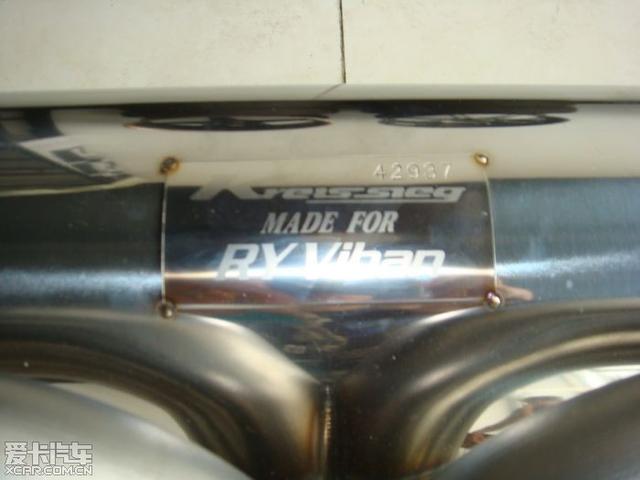 42937
Kreissieg
MADE FOR
RY Viban
爱卡汽车
XCAR.COM.CN